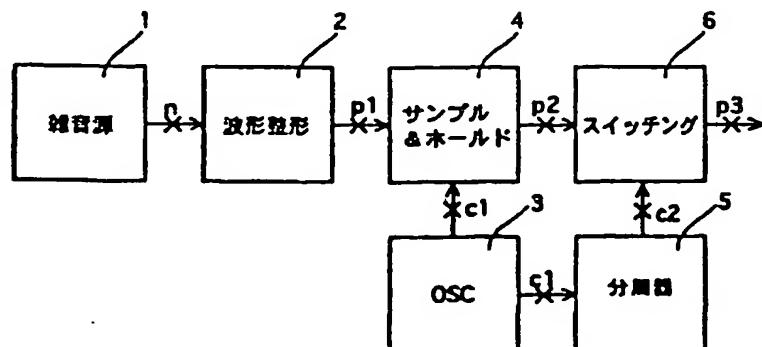 1
2
4
6
雑音源
n
波形整形
p1
サンプル
&ホールド
p2
スイッチング
p3
c1
3
c2
5
OSC
c1
分周器